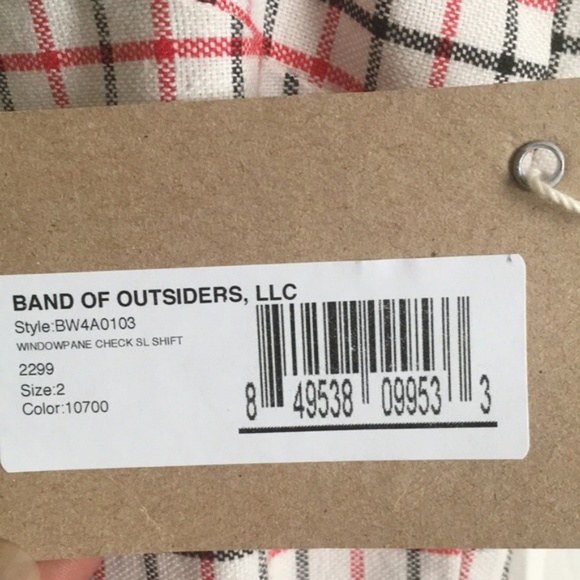 BAND OF OUTSIDERS, LLC
Style:BW4A0103
WINDOWPANE CHECK SL SHIFT
2299
Size:2
Color:10700
8 49538 09953 3